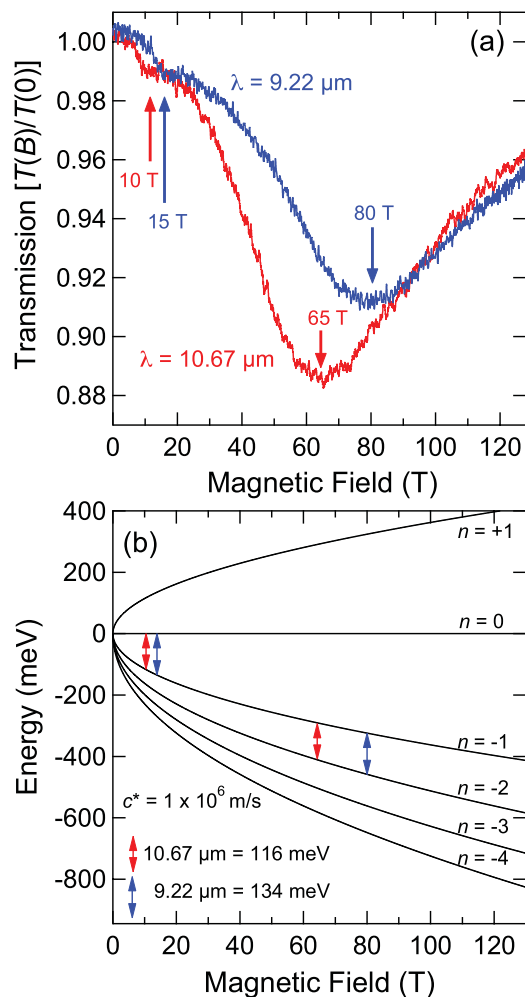 (a)
1.00
0.98
0.96
0.94
0.92
0.90
0.88
Transmission [T(B)/T(0)]
λ = 9.22 µm
10 T
15 T
80 T
65 T
λ = 10.67 µm
0
20
40
60
80
100
120
Magnetic Field (T)
(b)
400
200
0
-200
-400
-600
-800
Energy (meV)
n = +1
n = 0
n = -1
n = -2
n = -3
n = -4
c* = 1 x 10⁶ m/s
10.67 µm = 116 meV
9.22 µm = 134 meV
0
20
40
60
80
100
120
Magnetic Field (T)